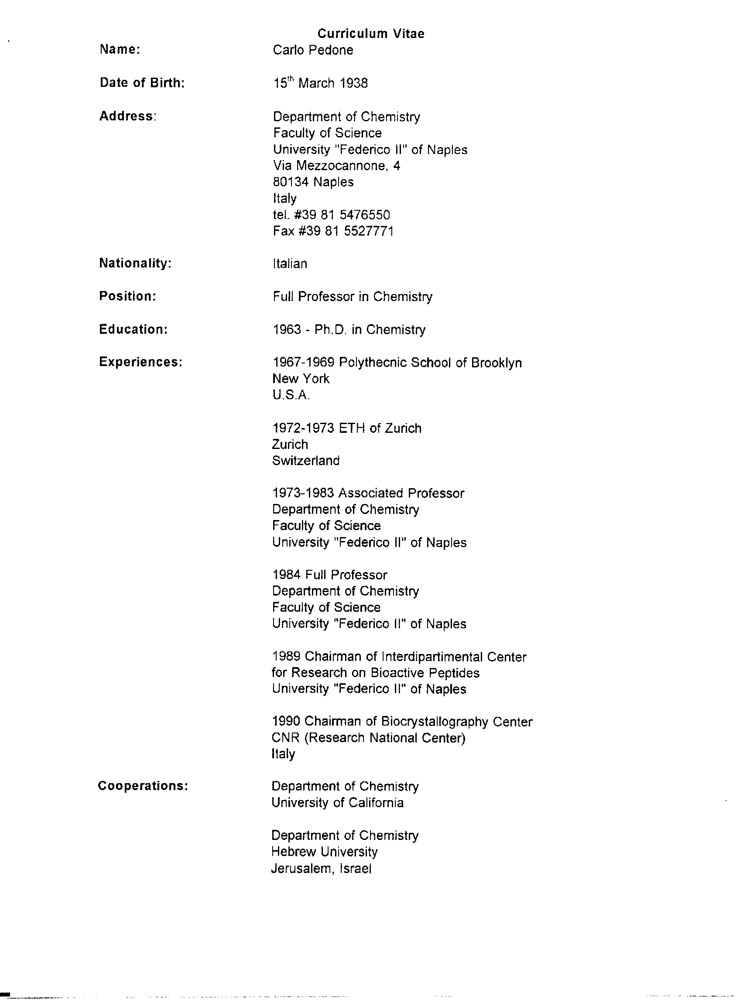 Curriculum Vitae
Name: Carlo Pedone
Date of Birth: 15th March 1938
Address: Department of Chemistry
Faculty of Science
University "Federico II" of Naples
Via Mezzocannone, 4
80134 Naples
Italy
tel. #39 81 5476550
Fax #39 81 5527771
Nationality: Italian
Position: Full Professor in Chemistry
Education: 1963 - Ph.D. in Chemistry
Experiences: 1967-1969 Polythecnic School of Brooklyn
New York
U.S.A.
1972-1973 ETH of Zurich
Zurich
Switzerland
1973-1983 Associated Professor
Department of Chemistry
Faculty of Science
University "Federico II" of Naples
1984 Full Professor
Department of Chemistry
Faculty of Science
University "Federico II" of Naples
1989 Chairman of Interdipartimental Center
for Research on Bioactive Peptides
University "Federico II" of Naples
1990 Chairman of Biocrystallography Center
CNR (Research National Center)
Italy
Cooperations: Department of Chemistry
University of California
Department of Chemistry
Hebrew University
Jerusalem, Israel